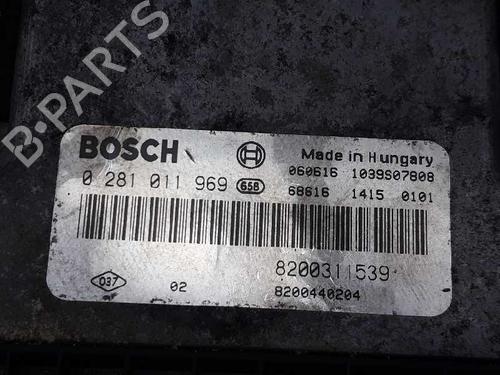 B-PARTS
BOSCH
Made in Hungary
0 281 011 969 658
060616 1039S07808
68616 1415 0101
8200311539
037 02 8200440204